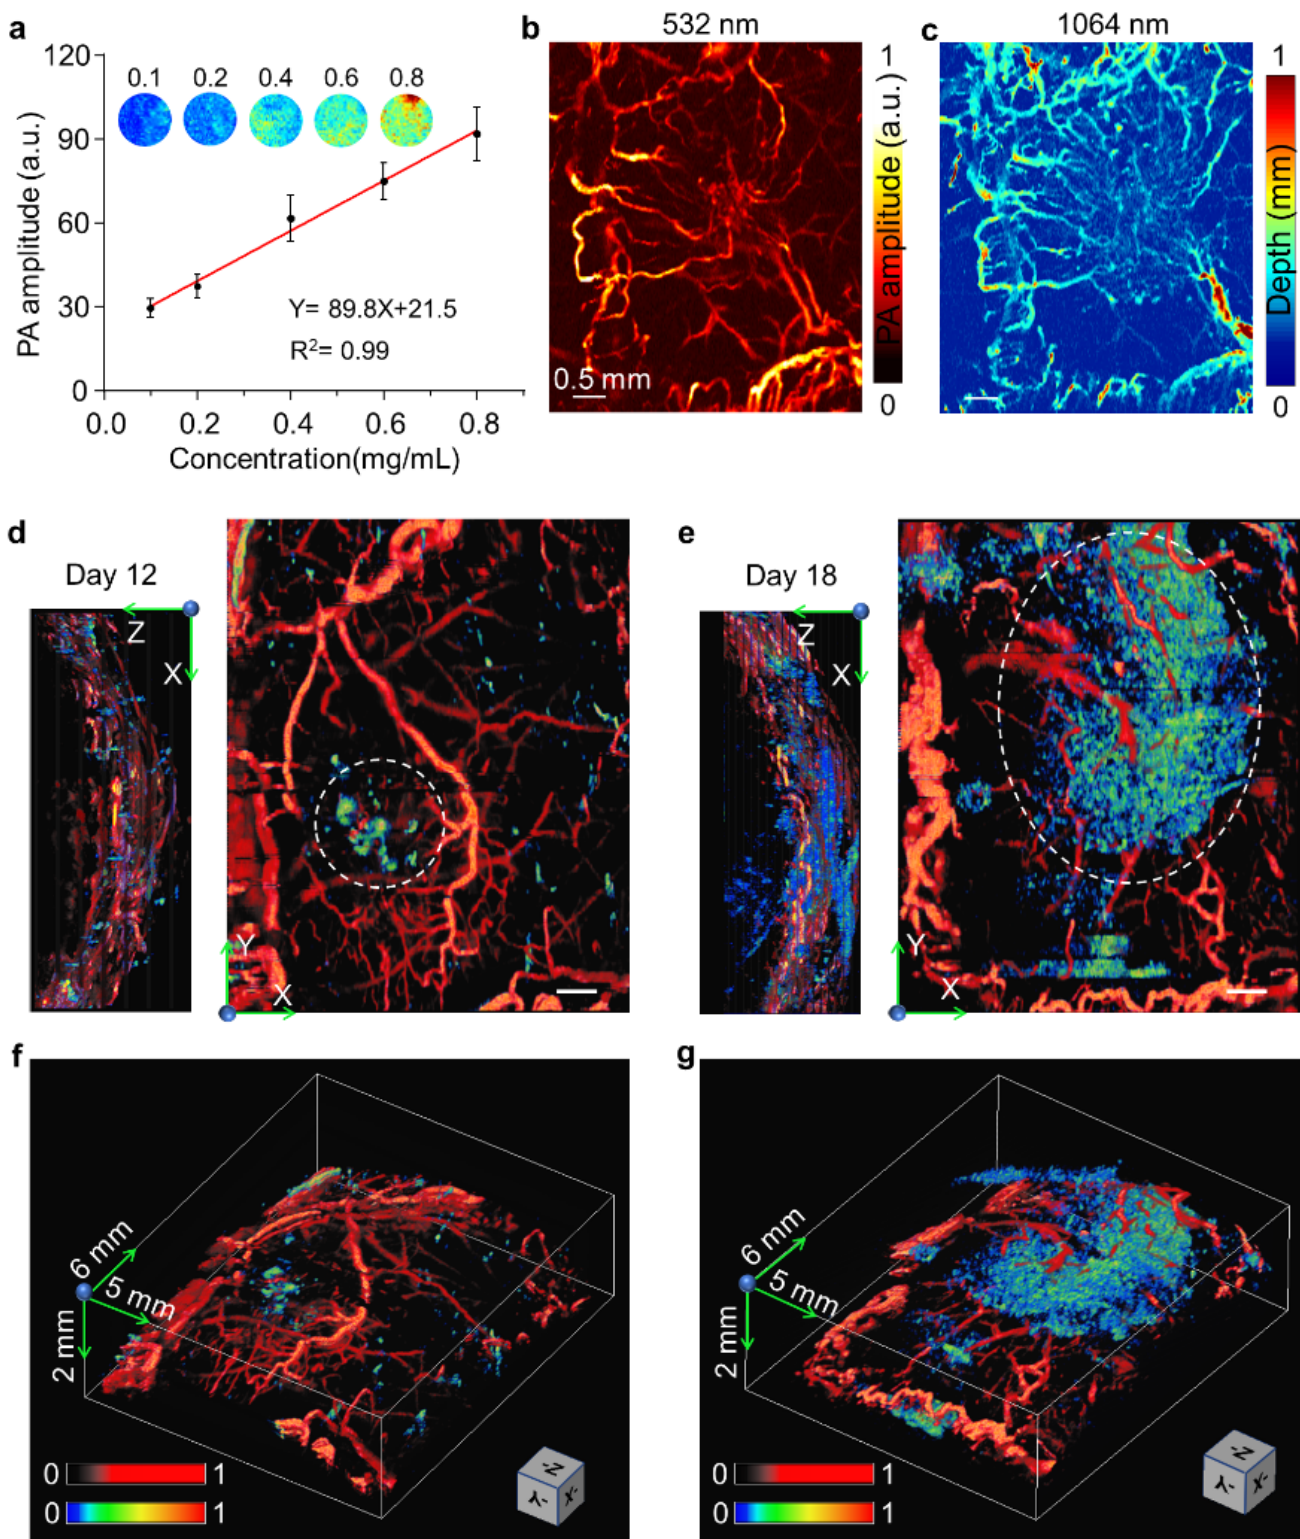 a
PA amplitude (a.u.)
120
90
60
30
0
0.1 0.2 0.4 0.6 0.8
Y= 89.8X+21.5
R²= 0.99
0.0 0.2 0.4 0.6 0.8
Concentration(mg/mL)
b
532 nm
0.5 mm
1
PA amplitude (a.u.)
0
c
1064 nm
1
Depth (mm)
0
d
Day 12
Z
X
Y
X
e
Day 18
Z
X
Y
X
f
6 mm
5 mm
2 mm
0 1
0 1
-Z
-Y
-X
g
6 mm
5 mm
2 mm
0 1
0 1
-Z
-Y
-X